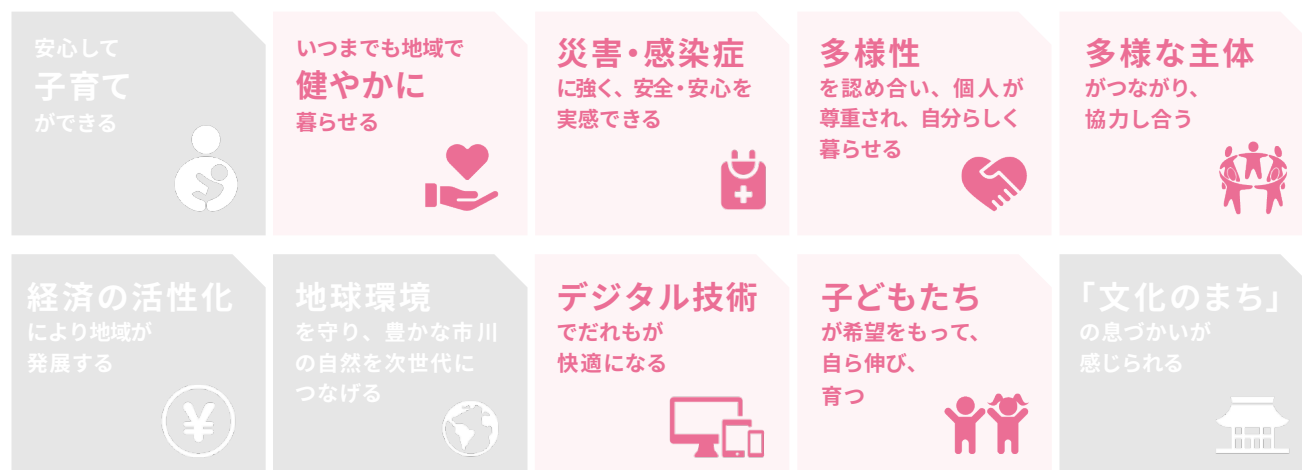 安心して
子育て
ができる
いつまでも地域で
健やかに
暮らせる
災害・感染症
に強く、安全・安心を
実感できる
多様性
を認め合い、個人が
尊重され、自分らしく
暮らせる
多様な主体
がつながり、
協力し合う
経済の活性化
により地域が
発展する
地球環境
を守り、豊かな市川
の自然を次世代に
つなげる
デジタル技術
でだれもが
快適になる
子どもたち
が希望をもって、
自ら伸び、
育つ
「文化のまち」
の息づかいが
感じられる